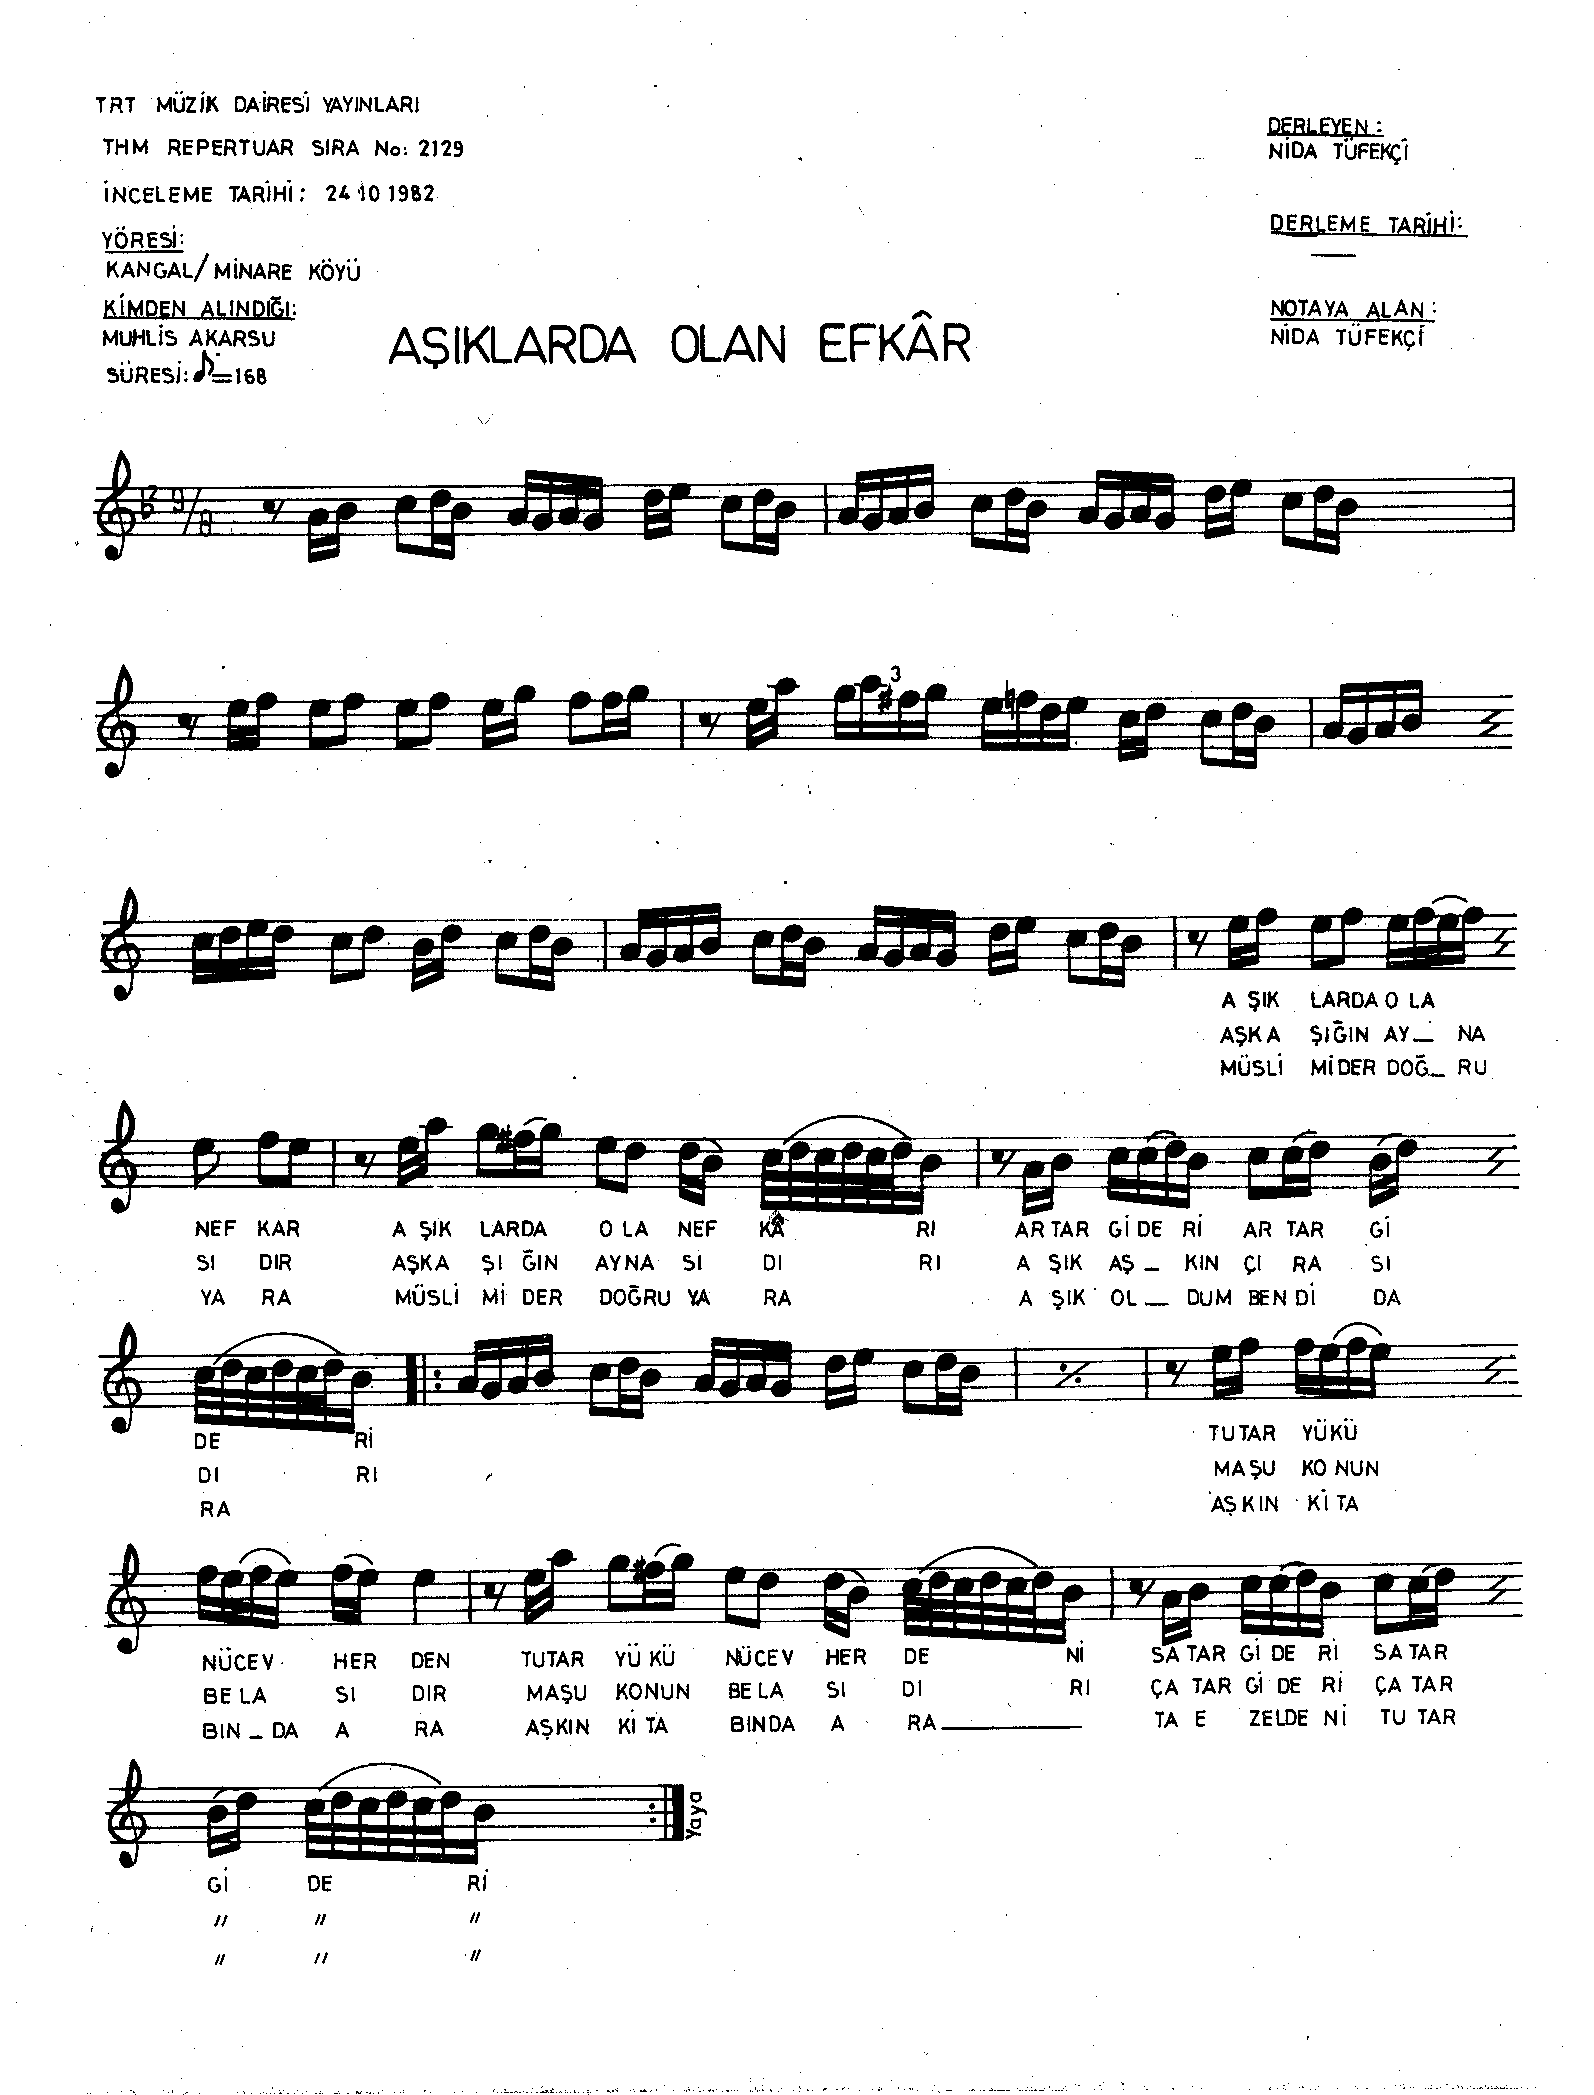 TRT MÜZİK DAİRESİ YAYINLARI
THM REPERTUAR SIRA No: 2129
İNCELEME TARİHİ: 24 10 1982
YÖRESİ:
KANGAL/MİNARE KÖYÜ
KİMDEN ALINDIĞI:
MUHLİS AKARSU
SÜRESİ: ♪=168
DERLEYEN:
NİDA TÜFEKÇİ
DERLEME TARİHİ:
—
NOTAYA ALAN:
NİDA TÜFEKÇİ
AŞIKLARDA OLAN EFKÂR
9/8
3
A ŞIK LARDA O LA
AŞKA ŞIĞIN AY_ NA
MÜSLİ MİDER DOĞ_ RU
NEF KAR A ŞIK LARDA O LA NEF KA RI AR TAR Gİ DE Rİ AR TAR Gİ
SI DIR AŞKA ŞI ĞIN AYNA SI DI RI A ŞIK AŞ_ KIN ÇI RA SI
YA RA MÜSLİ Mİ DER DOĞRU YA RA A ŞIK OL_ DUM BEN Dİ DA
DE Rİ TUTAR YÜKÜ
DI RI MAŞU KO NUN
RA AŞKIN Kİ TA
NÜCEV HER DEN TUTAR YÜ KÜ NÜCEV HER DE Nİ SA TAR Gİ DE Rİ SA TAR
BE LA SI DIR MAŞU KONUN BE LA SI DI RI ÇA TAR Gİ DE Rİ ÇA TAR
BIN_DA A RA AŞKIN Kİ TA BINDA A RA_ TA E ZELDE Nİ TU TAR
Yaya
Gİ DE Rİ
" " "
" " "